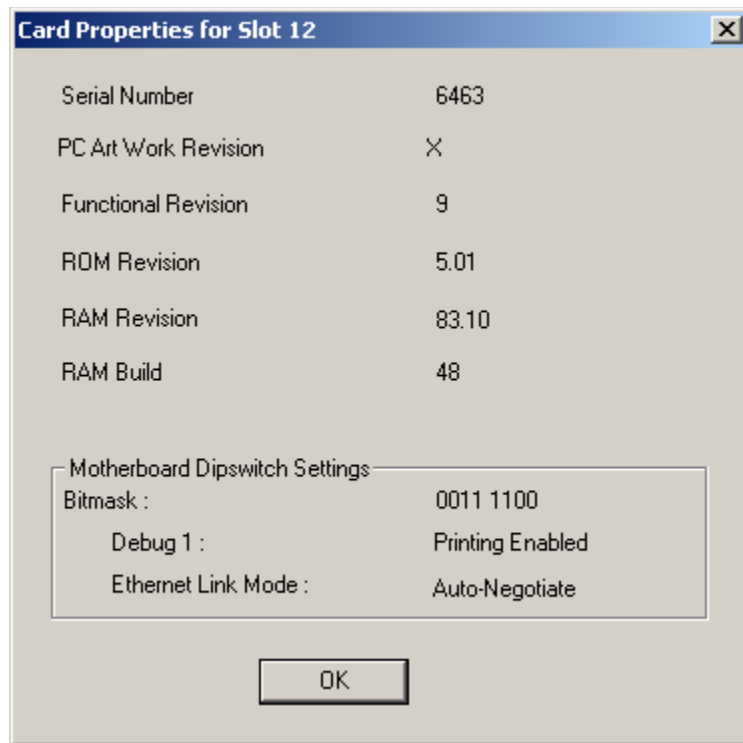 Card Properties for Slot 12
Serial Number 6463
PC Art Work Revision X
Functional Revision 9
ROM Revision 5.01
RAM Revision 83.10
RAM Build 48
Motherboard Dipswitch Settings
Bitmask : 0011 1100
Debug 1 : Printing Enabled
Ethernet Link Mode : Auto-Negotiate
OK